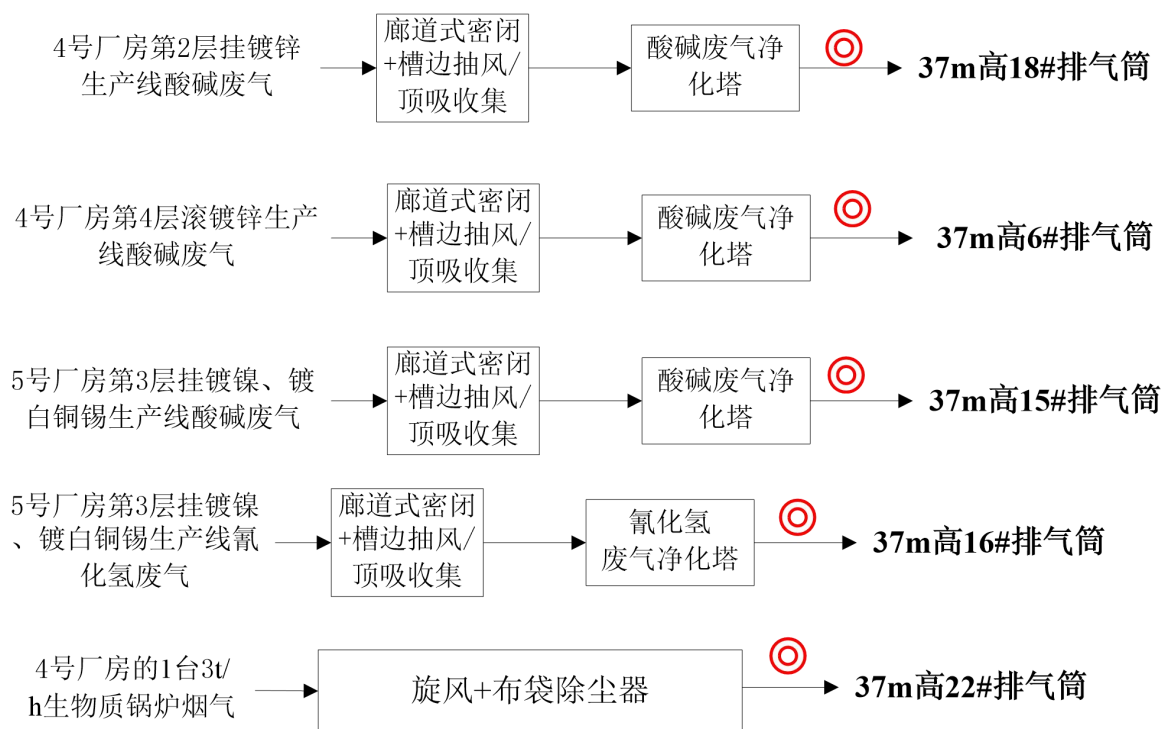 4号厂房第2层挂镀锌
生产线酸碱废气
廊道式密闭
+槽边抽风/
顶吸收集
酸碱废气净
化塔
37m高18#排气筒
4号厂房第4层滚镀锌生产
线酸碱废气
廊道式密闭
+槽边抽风/
顶吸收集
酸碱废气净
化塔
37m高6#排气筒
5号厂房第3层挂镀镍、镀
白铜锡生产线酸碱废气
廊道式密闭
+槽边抽风/
顶吸收集
酸碱废气净
化塔
37m高15#排气筒
5号厂房第3层挂镀镍
、镀白铜锡生产线氰
化氢废气
廊道式密闭
+槽边抽风/
顶吸收集
氰化氢
废气净化塔
37m高16#排气筒
4号厂房的1台3t/
h生物质锅炉烟气
旋风+布袋除尘器
37m高22#排气筒